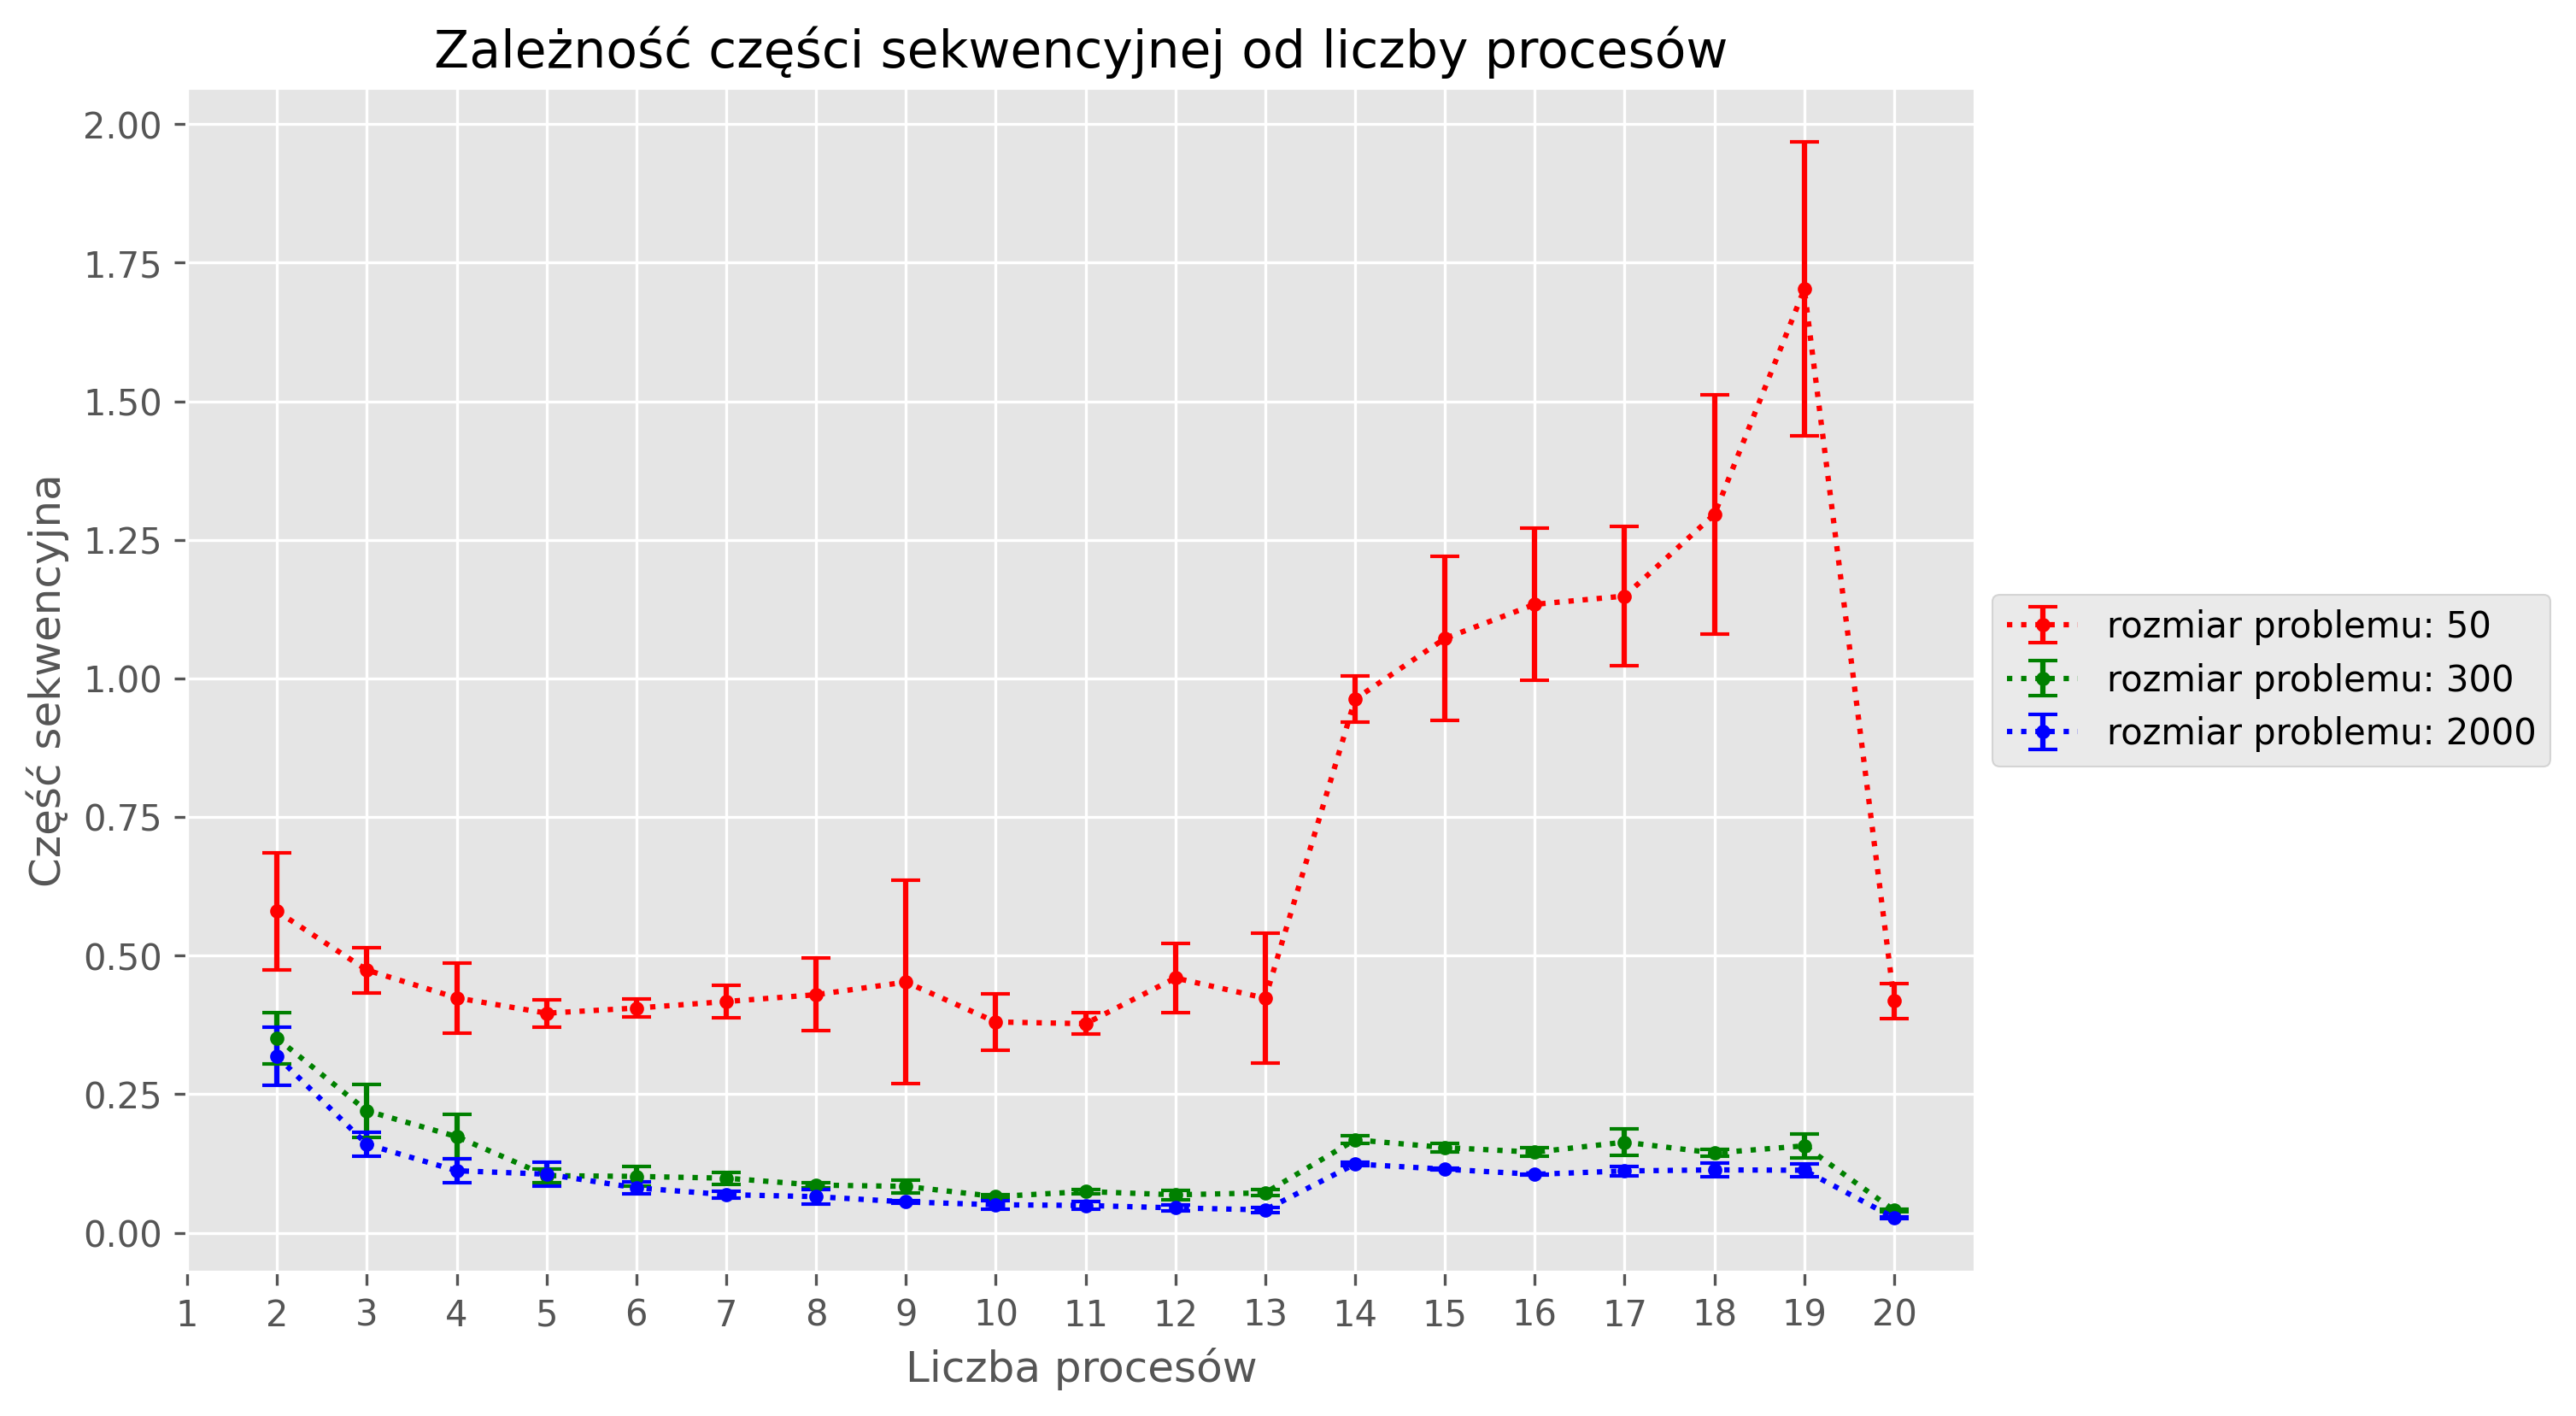 Zależność części sekwencyjnej od liczby procesów
Część sekwencyjna
2.00
1.75
1.50
1.25
1.00
0.75
0.50
0.25
0.00
1 2 3 4 5 6 7 8 9 10 11 12 13 14 15 16 17 18 19 20
Liczba procesów
rozmiar problemu: 50
rozmiar problemu: 300
rozmiar problemu: 2000